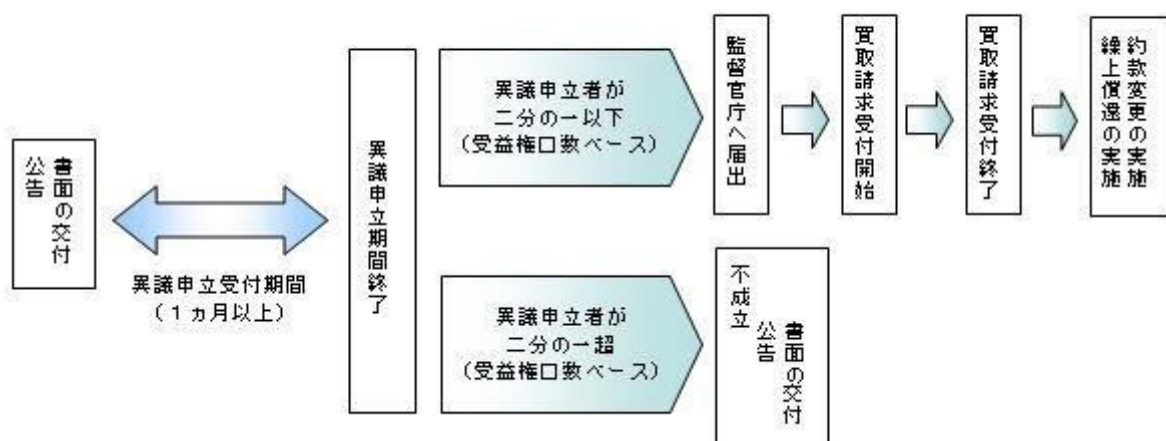 書面の交付
公告
異議申立受付期間
（１ヵ月以上）
異議申立期間終了
異議申立者が
二分の一以下
（受益権口数ベース）
監督官庁へ届出
買取請求受付開始
買取請求受付終了
約款変更の実施
繰上償還の実施
異議申立者が
二分の一超
（受益権口数ベース）
不成立
書面の交付
公告